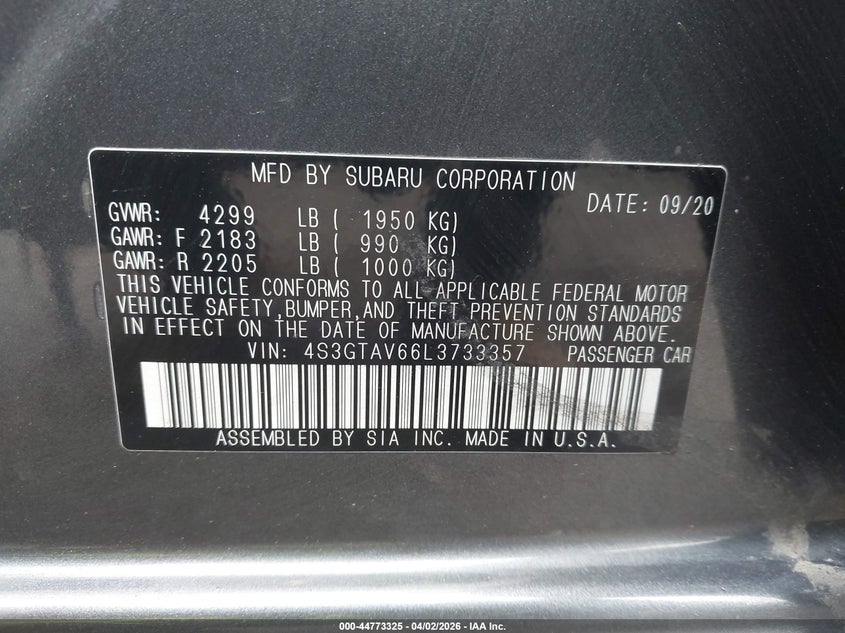 MFD BY SUBARU CORPORATION
DATE: 09/20
GVWR: 4299 LB ( 1950 KG)
GAWR: F 2183 LB ( 990 KG)
GAWR: R 2205 LB ( 1000 KG)
THIS VEHICLE CONFORMS TO ALL APPLICABLE FEDERAL MOTOR
VEHICLE SAFETY,BUMPER,AND THEFT PREVENTION STANDARDS
IN EFFECT ON THE DATE OF MANUFACTURE SHOWN ABOVE.
VIN: 4S3GTAV66L3733357 PASSENGER CAR
ASSEMBLED BY SIA INC. MADE IN U.S.A.
000-44773325 - 04/02/2026 - IAA Inc.